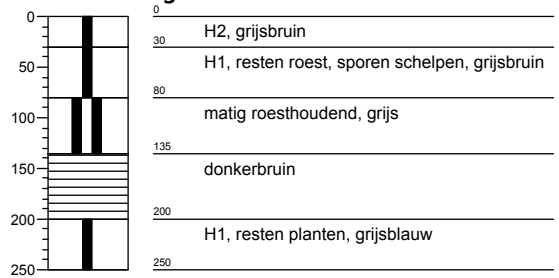 0
0
H2, grijsbruin
30
H1, resten roest, sporen schelpen, grijsbruin
50
80
matig roesthoudend, grijs
100
135
donkerbruin
150
200
200
H1, resten planten, grijsblauw
250
250